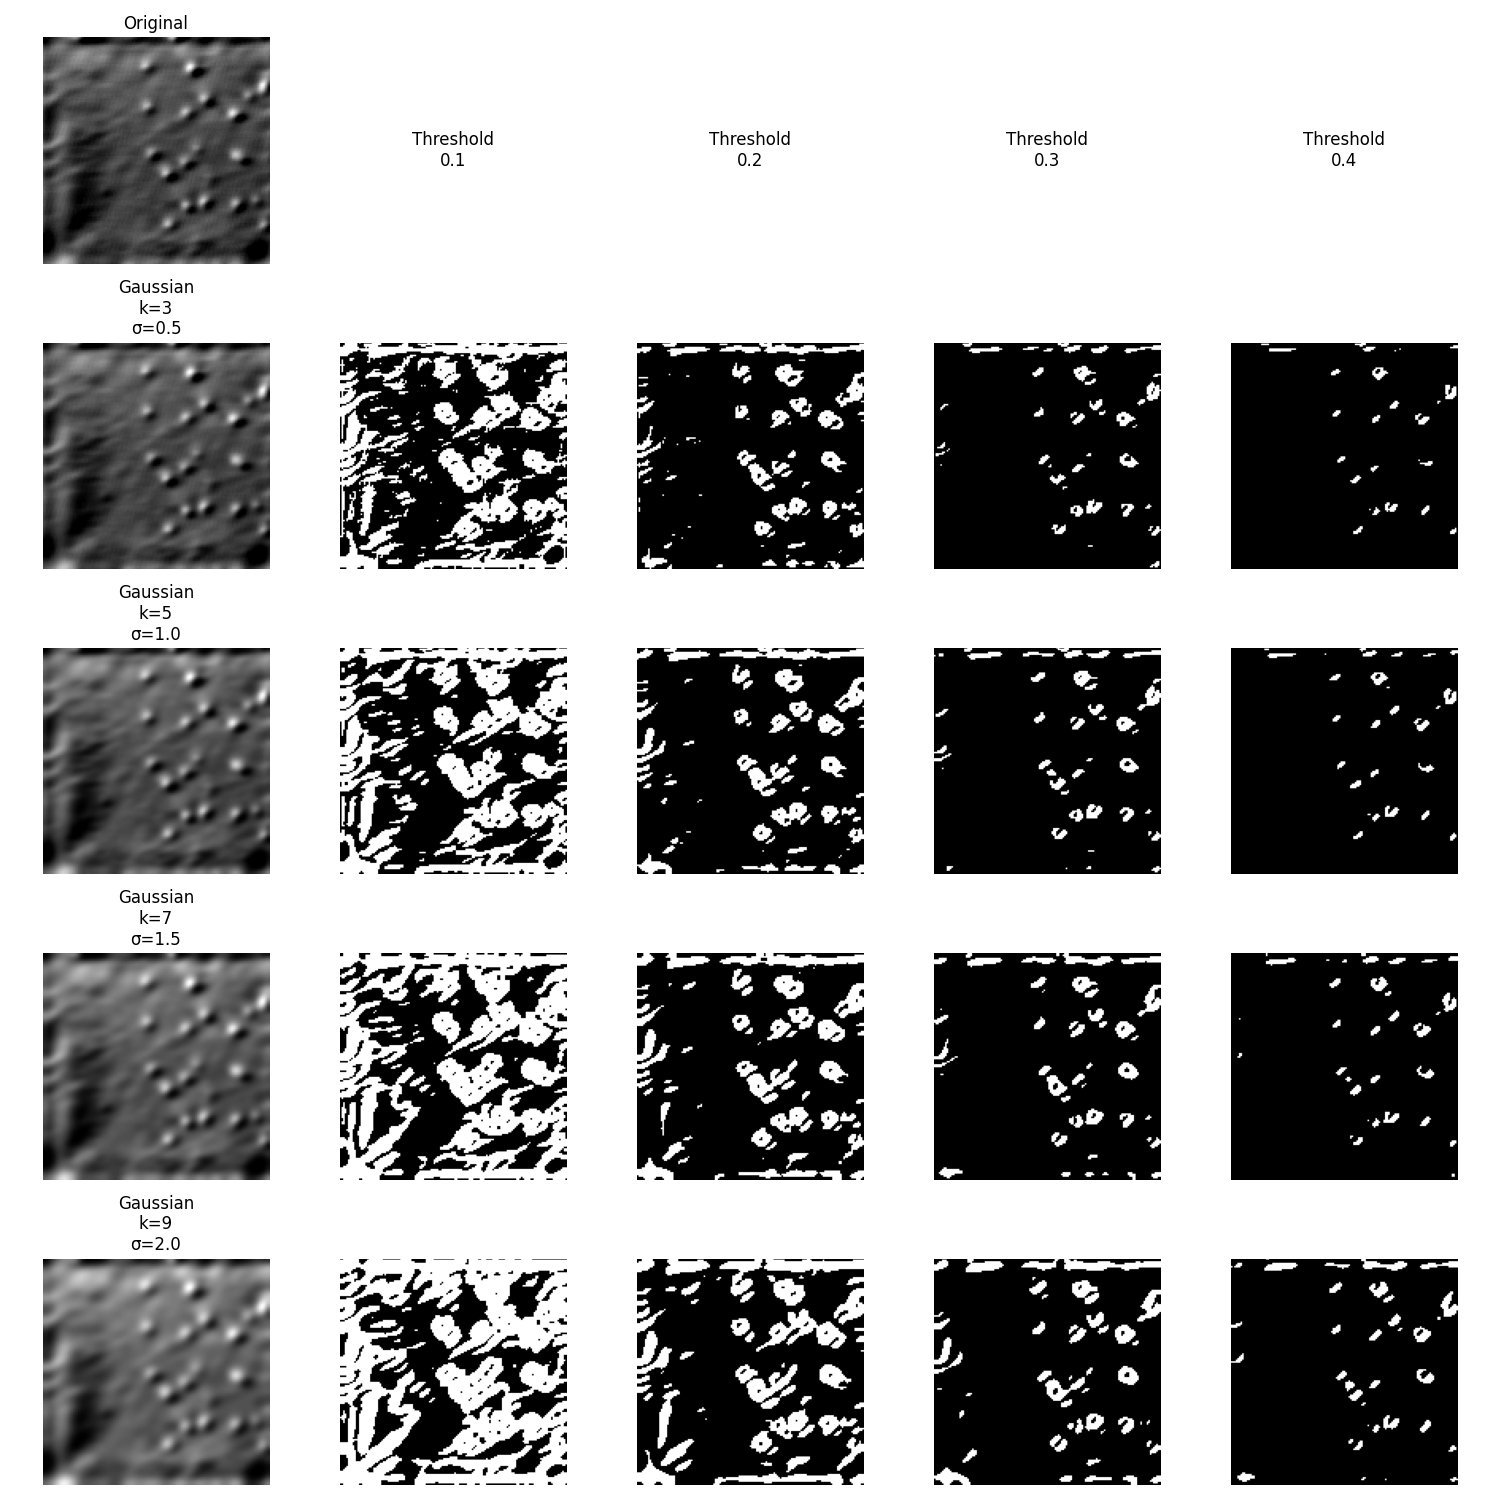 Original
Threshold
0.1
Threshold
0.2
Threshold
0.3
Threshold
0.4
Gaussian
k=3
σ=0.5
Gaussian
k=5
σ=1.0
Gaussian
k=7
σ=1.5
Gaussian
k=9
σ=2.0